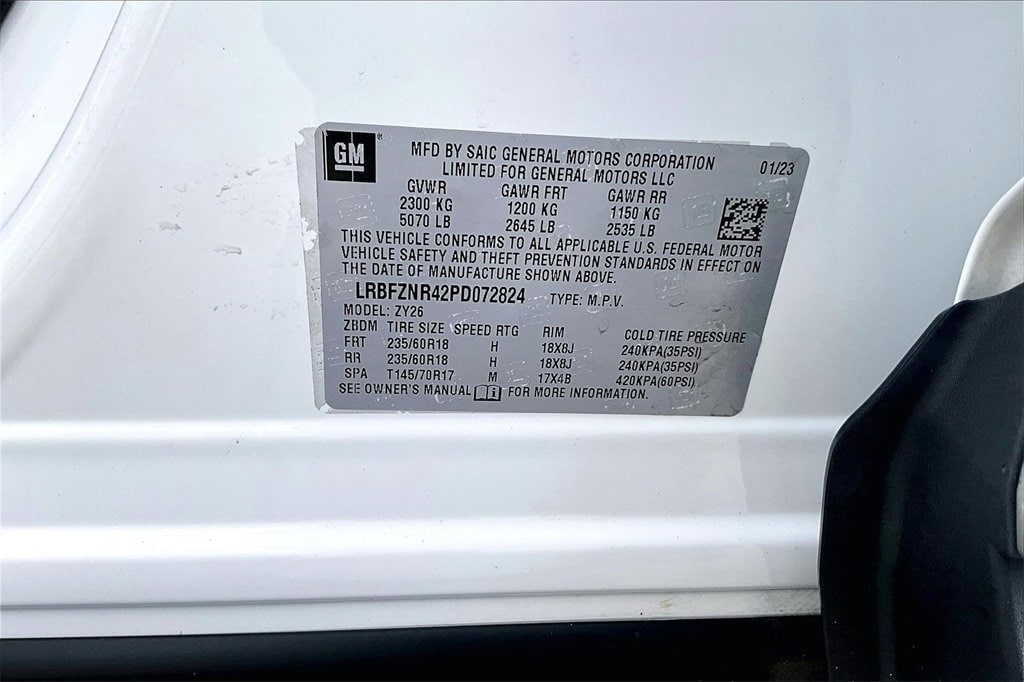 GM ®
MFD BY SAIC GENERAL MOTORS CORPORATION 01/23
LIMITED FOR GENERAL MOTORS LLC
GVWR GAWR FRT GAWR RR
2300 KG 1200 KG 1150 KG
5070 LB 2645 LB 2535 LB
THIS VEHICLE CONFORMS TO ALL APPLICABLE U.S. FEDERAL MOTOR
VEHICLE SAFETY AND THEFT PREVENTION STANDARDS IN EFFECT ON
THE DATE OF MANUFACTURE SHOWN ABOVE.
LRBFZNR42PD072824 TYPE: M.P.V.
MODEL: ZY26
ZBDM TIRE SIZE SPEED RTG RIM COLD TIRE PRESSURE
FRT 235/60R18 H 18X8J 240KPA(35PSI)
RR 235/60R18 H 18X8J 240KPA(35PSI)
SPA T145/70R17 M 17X4B 420KPA(60PSI)
SEE OWNER'S MANUAL i FOR MORE INFORMATION.